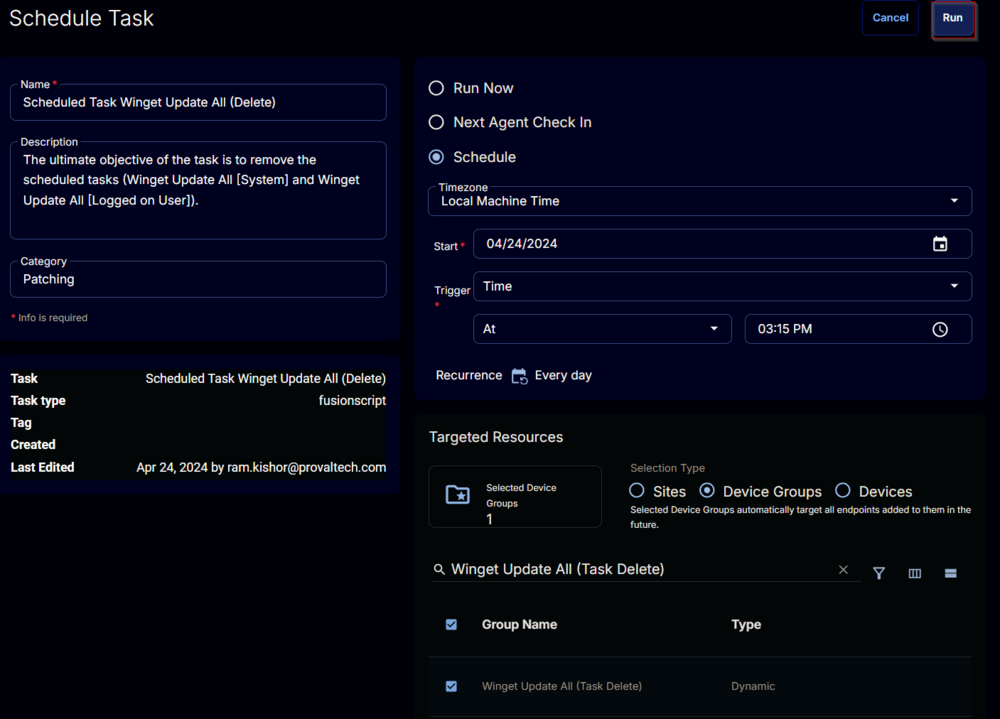 Schedule Task
Cancel
Run
Name *
Scheduled Task Winget Update All (Delete)
Description
The ultimate objective of the task is to remove the
scheduled tasks (Winget Update All [System] and Winget
Update All [Logged on User]).
Category
Patching
* Info is required
Task Scheduled Task Winget Update All (Delete)
Task type fusionscript
Tag
Created
Last Edited Apr 24, 2024 by ram.kishor@provaltech.com
Run Now
Next Agent Check In
Schedule
Timezone
Local Machine Time
Start * 04/24/2024
Trigger * Time
At 03:15 PM
Recurrence Every day
Targeted Resources
Selected Device
Groups
1
Selection Type
Sites Device Groups Devices
Selected Device Groups automatically target all endpoints added to them in the
future.
Winget Update All (Task Delete)
Group Name Type
Winget Update All (Task Delete) Dynamic